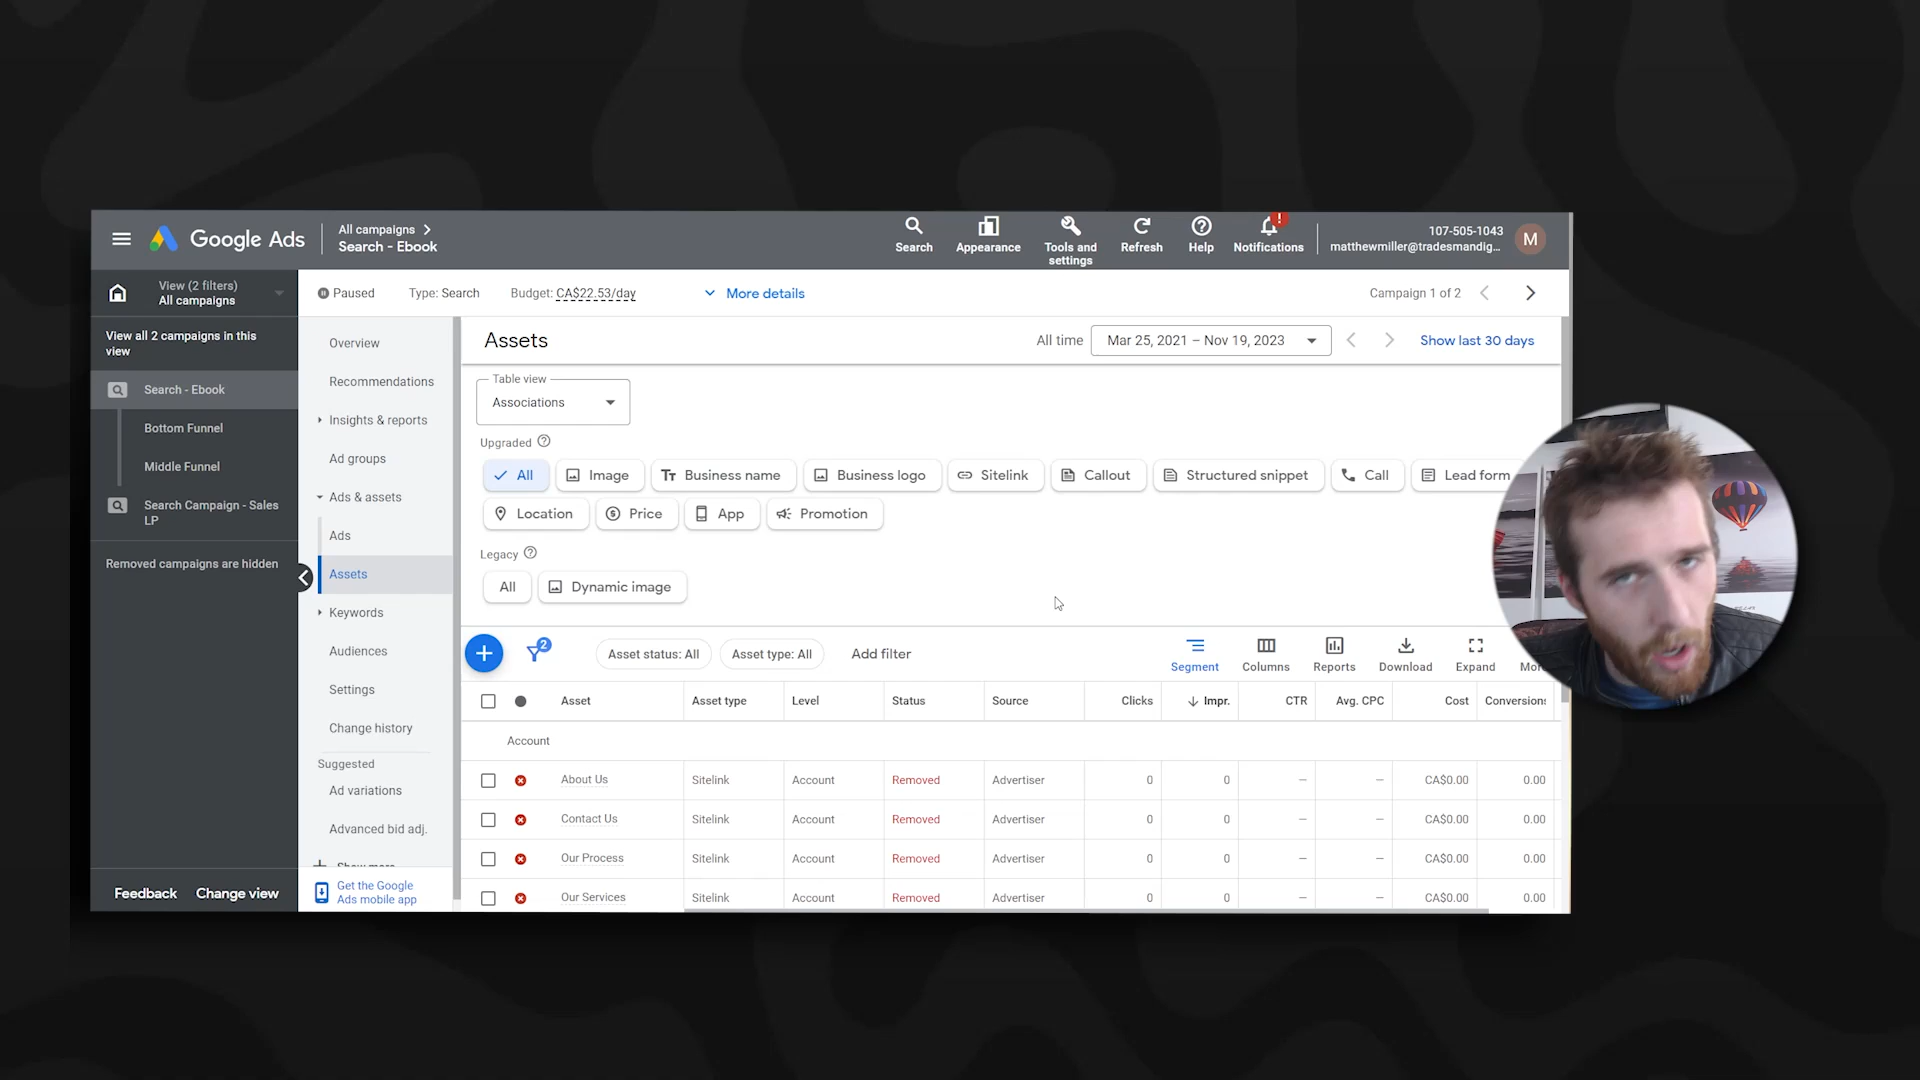 Google Ads
All campaigns
Search - Ebook
Search
Appearance
Tools and
settings
Refresh
Help
!
Notifications
107-505-1043
matthewmiller@tradesmandig...
M
View (2 filters)
All campaigns
Paused
Type: Search
Budget: CA$22.53/day
More details
Campaign 1 of 2
View all 2 campaigns in this
view
Search - Ebook
Bottom Funnel
Middle Funnel
Search Campaign - Sales
LP
Removed campaigns are hidden
Feedback
Change view
Overview
Recommendations
Insights & reports
Ad groups
Ads & assets
Ads
Assets
Keywords
Audiences
Settings
Change history
Suggested
Ad variations
Advanced bid adj.
Show more
Get the Google
Ads mobile app
Assets
All time
Mar 25, 2021 – Nov 19, 2023
Show last 30 days
Table view
Associations
Upgraded
All
Image
Business name
Business logo
Sitelink
Callout
Structured snippet
Call
Lead form
Location
Price
App
Promotion
Legacy
All
Dynamic image
2
Asset status: All
Asset type: All
Add filter
Segment
Columns
Reports
Download
Expand
Asset Asset type Level Status Source Clicks Impr. CTR Avg. CPC Cost Conversions
Account
About Us Sitelink Account Removed Advertiser 0 0 — — CA$0.00 0.00
Contact Us Sitelink Account Removed Advertiser 0 0 — — CA$0.00 0.00
Our Process Sitelink Account Removed Advertiser 0 0 — — CA$0.00 0.00
Our Services Sitelink Account Removed Advertiser 0 0 — — CA$0.00 0.00